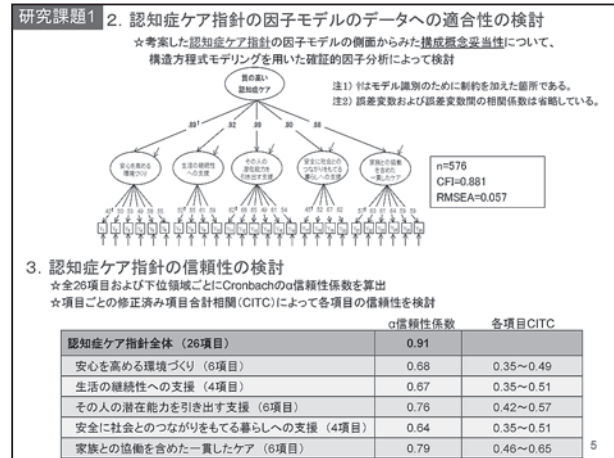 研究課題1
2. 認知症ケア指針の因子モデルのデータへの適合性の検討
☆考案した認知症ケア指針の因子モデルの側面からみた構成概念妥当性について、
構造方程式モデリングを用いた確証的因子分析によって検討
質の高い
認知症ケア
注1) †はモデル識別のために制約を加えた箇所である。
注2) 誤差変数および誤差変数間の相関係数は省略している。
.92 .99 .90
安心を高める
環境づくり
生活の継続性
への支援
その人の
潜在能力を
引き出す支援
安全に社会との
つながりをもてる
暮らしへの支援
家族との協働
を含めた
一貫したケア
n=576
CFI=0.881
RMSEA=0.057
3. 認知症ケア指針の信頼性の検討
☆全26項目および下位領域ごとにCronbachのα信頼性係数を算出
☆項目ごとの修正済み項目合計相関(CITC)によって各項目の信頼性を検討
α信頼性係数 各項目CITC
認知症ケア指針全体 (26項目) 0.91
安心を高める環境づくり (6項目) 0.68 0.35～0.49
生活の継続性への支援 (4項目) 0.67 0.35～0.51
その人の潜在能力を引き出す支援 (6項目) 0.76 0.42～0.57
安全に社会とのつながりをもてる暮らしへの支援 (4項目) 0.64 0.35～0.51
家族との協働を含めた一貫したケア (6項目) 0.79 0.46～0.65
5